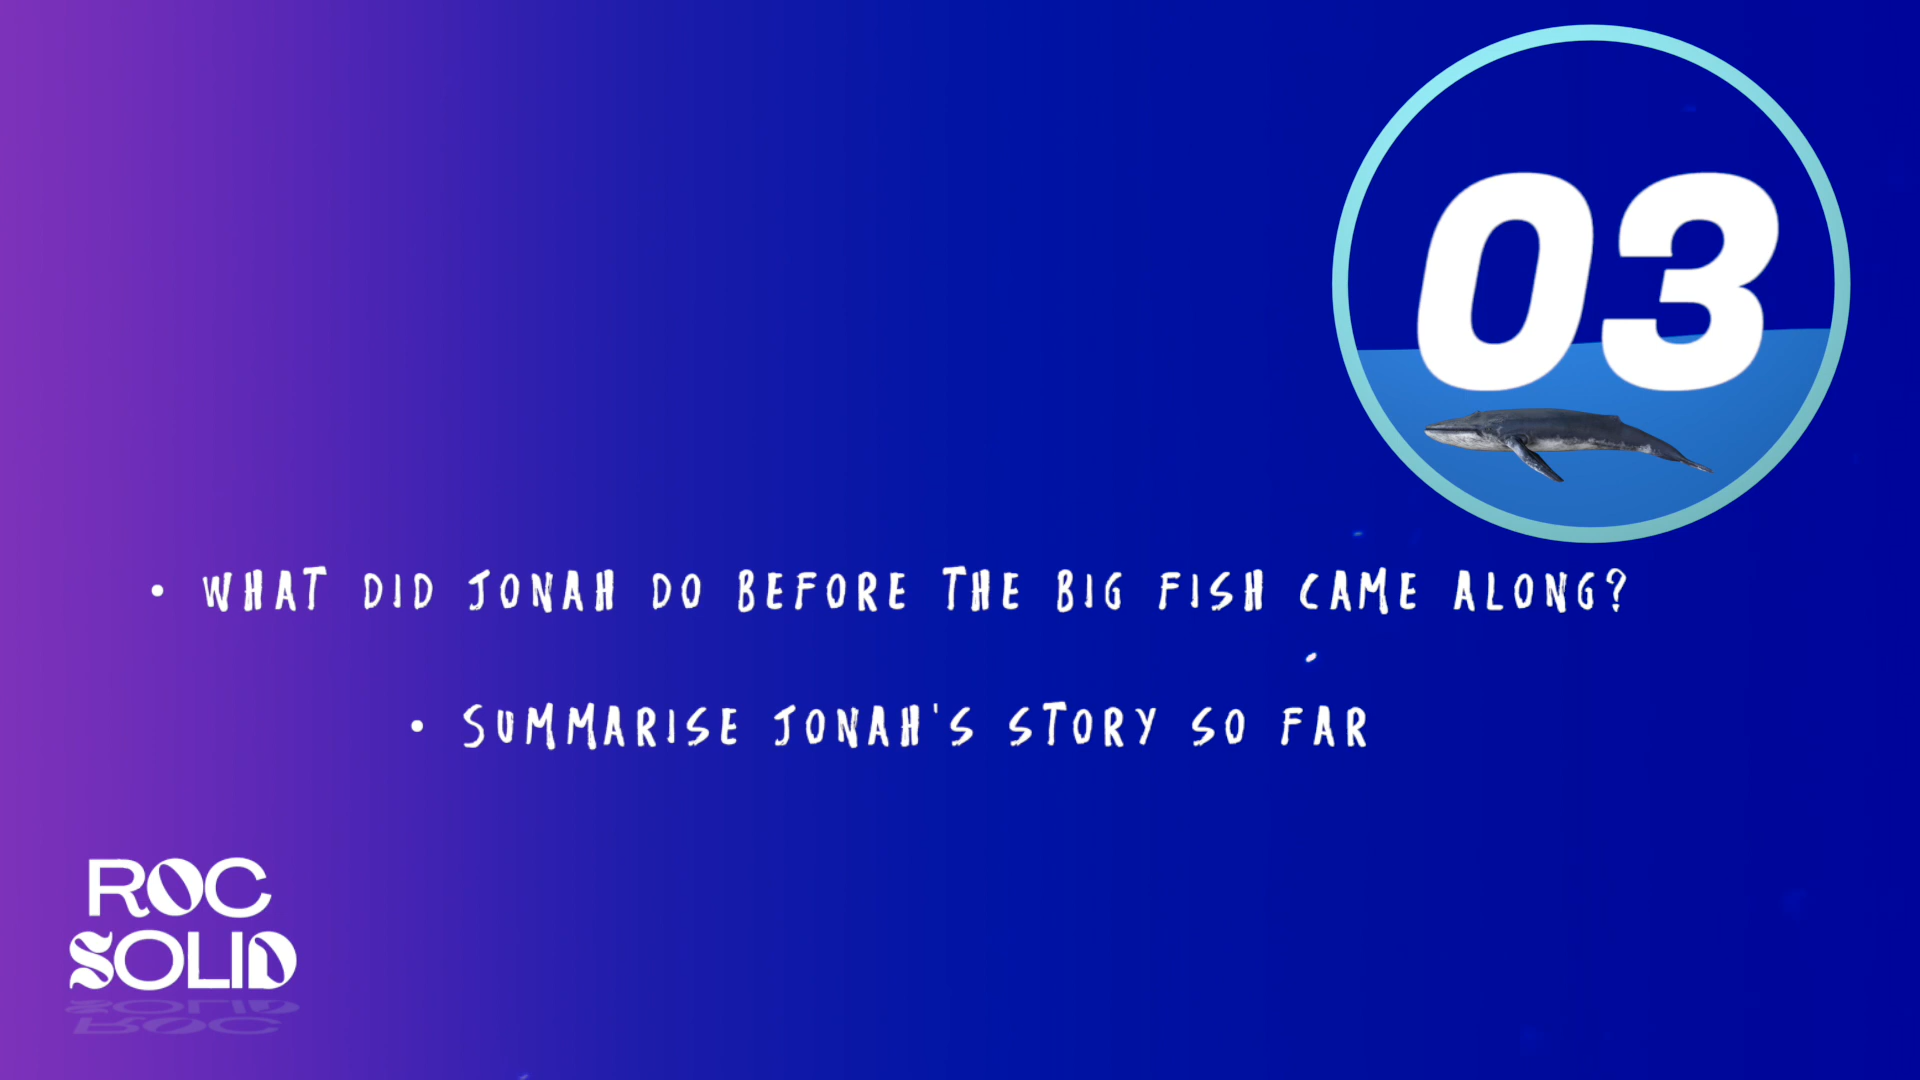 03
• WHAT DID JONAH DO BEFORE THE BIG FISH CAME ALONG?
• SUMMARISE JONAH'S STORY SO FAR
ROC
SOLID